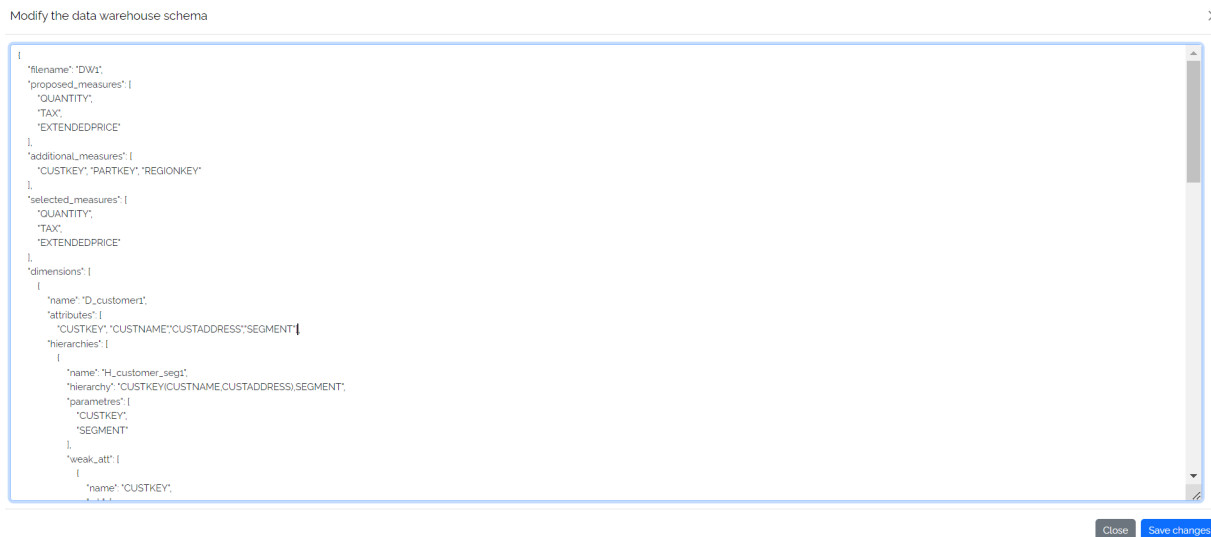 Modify the data warehouse schema
{
"filename": "DW1",
"proposed_measures": [
"QUANTITY",
"TAX",
"EXTENDEDPRICE"
],
"additional_measures": [
"CUSTKEY", "PARTKEY", "REGIONKEY"
],
"selected_measures": [
"QUANTITY",
"TAX",
"EXTENDEDPRICE"
],
"dimensions": [
{
"name": "D_customer1",
"attributes": [
"CUSTKEY", "CUSTNAME","CUSTADDRESS","SEGMENT"],
"hierarchies": [
{
"name": "H_customer_seg1",
"hierarchy": "CUSTKEY(CUSTNAME,CUSTADDRESS),SEGMENT",
"parametres": [
"CUSTKEY",
"SEGMENT"
],
"weak_att": [
{
"name": "CUSTKEY",
Close Save changes